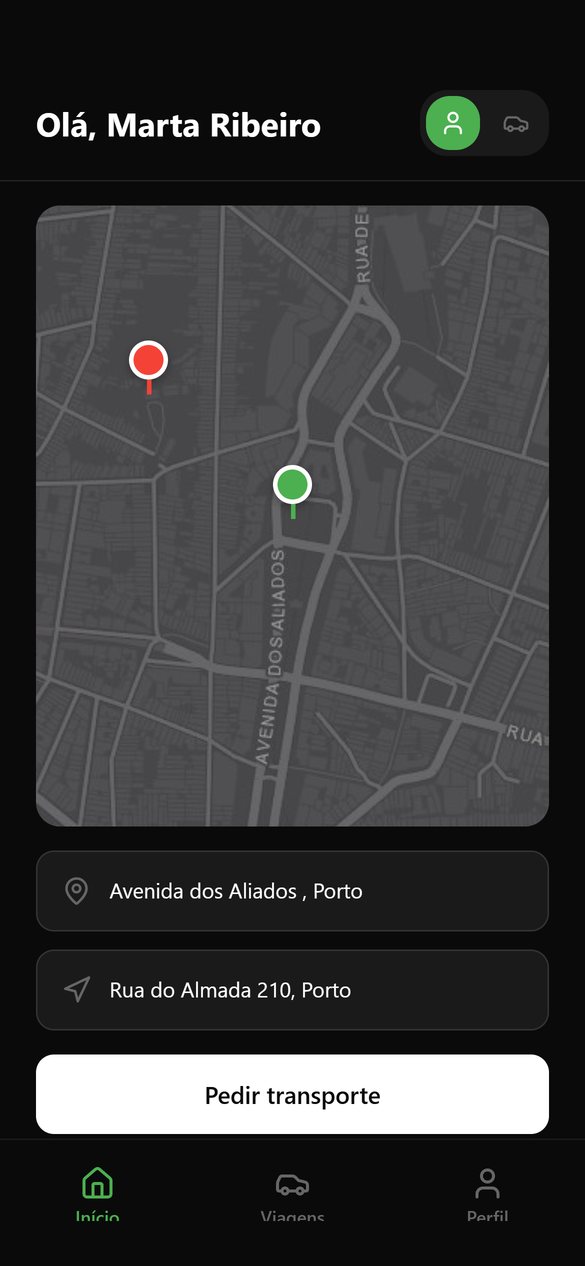 Olá, Marta Ribeiro
RUA DE
AVENIDA DOS ALIADOS
RUA
Avenida dos Aliados , Porto
Rua do Almada 210, Porto
Pedir transporte
Início
Viagens
Perfil